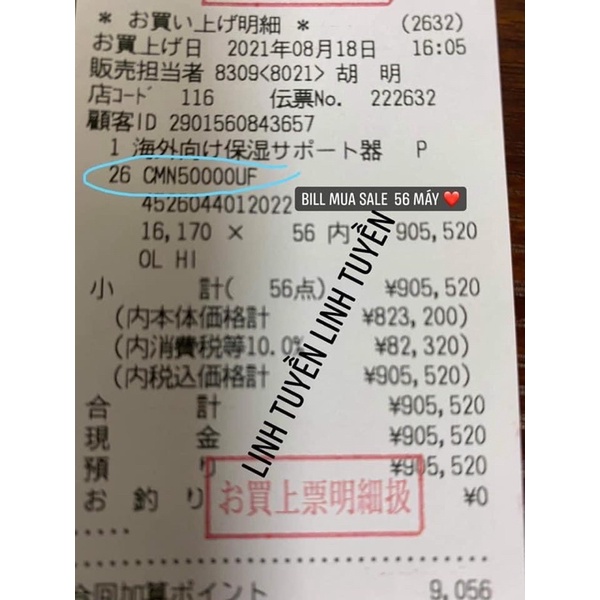 * お買い上げ明細 * (2632)
お買上げ日 2021年08月18日 16:05
販売担当者 8309<8021> 胡 明
店コード 116 伝票No. 222632
顧客ID 2901560843657
1 海外向け保湿サポート器 P
26 CMN50000UF
BILL MUA SALE 56 MÁY ❤️
4526044012022
16,170 × 56 内 905,520
OL HI
小 計( 56点) ¥905,520
(内本体価格計 ¥823,200)
(内消費税等10.0% ¥82,320)
(内税込価格計 ¥905,520)
合 計 ¥905,520
現 金 ¥905,520
預 り ¥905,520
お 釣 り ¥0
お買上票明細扱
LINH TUYỀN LINH TUYỀN
今回加算ポイント 9,056